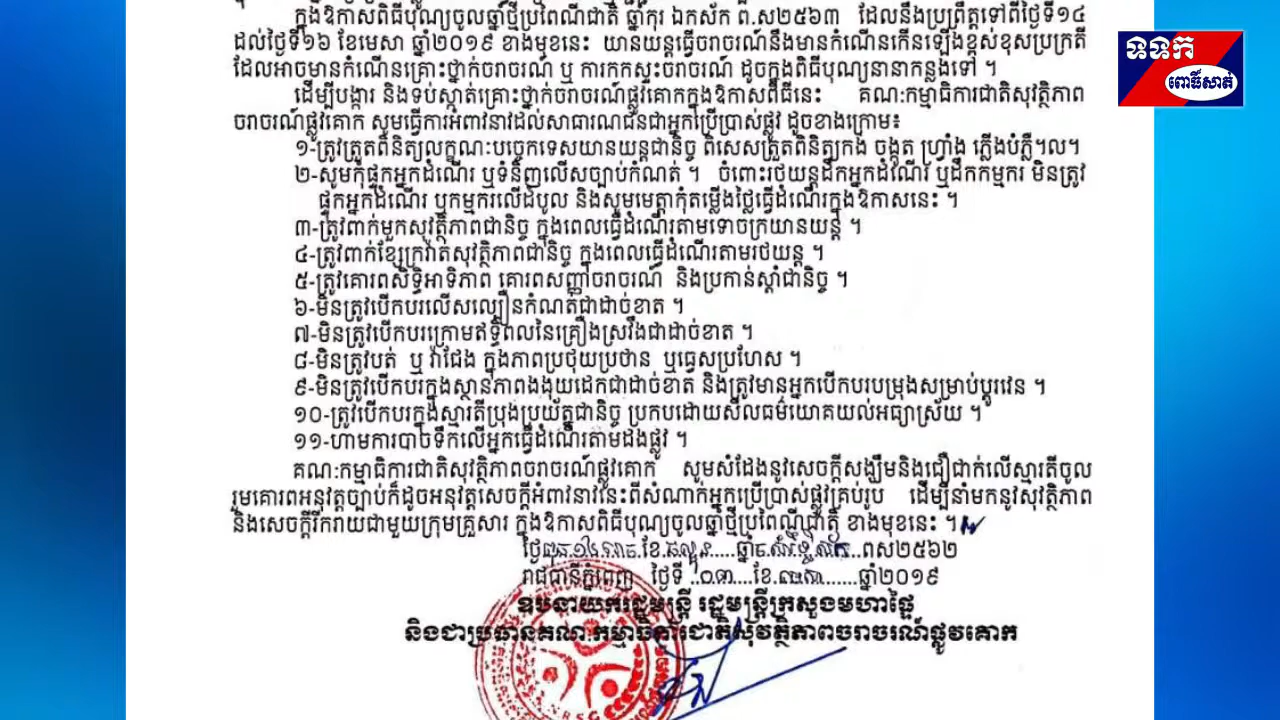 ក្នុងឱកាសពិធីបុណ្យចូលឆ្នាំថ្មីប្រពៃណីជាតិ ឆ្នាំកុរ ឯកស័ក ព.ស២៥៦៣ ដែលនឹងប្រព្រឹត្តទៅពីថ្ងៃទី១៤
ដល់ថ្ងៃទី១៦ ខែមេសា ឆ្នាំ២០១៩ ខាងមុខនេះ យានយន្តធ្វើចរាចរណ៍នឹងមានកំណើនកើនឡើងខ្ពស់ខុសប្រក្រតី
ដែលអាចមានកំណើនគ្រោះថ្នាក់ចរាចរណ៍ ឬ ការកកស្ទះចរាចរណ៍ ដូចក្នុងពិធីបុណ្យនានាកន្លងទៅ ។
ដើម្បីបង្ការ និងទប់ស្កាត់គ្រោះថ្នាក់ចរាចរណ៍ផ្លូវគោកក្នុងឱកាសពិធីនេះ គណៈកម្មាធិការជាតិសុវត្ថិភាព
ចរាចរណ៍ផ្លូវគោក សូមធ្វើការអំពាវនាវដល់សាធារណជនជាអ្នកប្រើប្រាស់ផ្លូវ ដូចខាងក្រោម៖
១-ត្រូវត្រួតពិនិត្យលក្ខណៈបច្ចេកទេសយានយន្តជានិច្ច ពិសេសត្រួតពិនិត្យកង់ ចង្កូត ហ្វ្រាំង ភ្លើងបំភ្លឺ។ល។
២-សូមកុំផ្ទុកអ្នកដំណើរ ឬទំនិញលើសច្បាប់កំណត់ ។ ចំពោះរថយន្តដឹកអ្នកដំណើរ ឬដឹកកម្មករ មិនត្រូវ
ផ្ទុកអ្នកដំណើរ ឬកម្មករលើដំបូល និងសូមមេត្តាកុំតម្លើងថ្លៃធ្វើដំណើរក្នុងឱកាសនេះ ។
៣-ត្រូវពាក់មួកសុវត្ថិភាពជានិច្ច ក្នុងពេលធ្វើដំណើរតាមទោចក្រយានយន្ត ។
៤-ត្រូវពាក់ខ្សែក្រវាត់សុវត្ថិភាពជានិច្ច ក្នុងពេលធ្វើដំណើរតាមរថយន្ត ។
៥-ត្រូវគោរពសិទ្ធិអាទិភាព គោរពសញ្ញាចរាចរណ៍ និងប្រកាន់ស្តាំជានិច្ច ។
៦-មិនត្រូវបើកបរលើសល្បឿនកំណត់ជាដាច់ខាត ។
៧-មិនត្រូវបើកបរក្រោមឥទ្ធិពលនៃគ្រឿងស្រវឹងជាដាច់ខាត ។
៨-មិនត្រូវបត់ ឬ វ៉ាជែង ក្នុងភាពប្រថុយប្រថាន ឬធ្វេសប្រហែស ។
៩-មិនត្រូវបើកបរក្នុងស្ថានភាពងងុយដេកជាដាច់ខាត និងត្រូវមានអ្នកបើកបរបម្រុងសម្រាប់ប្តូរវេន ។
១០-ត្រូវបើកបរក្នុងស្មារតីប្រុងប្រយ័ត្នជានិច្ច ប្រកបដោយសីលធម៌យោគយល់អធ្យាស្រ័យ ។
១១-ហាមការបាចទឹកលើអ្នកធ្វើដំណើរតាមដងផ្លូវ ។
គណៈកម្មាធិការជាតិសុវត្ថិភាពចរាចរណ៍ផ្លូវគោក សូមសំដែងនូវសេចក្តីសង្ឃឹមនិងជឿជាក់លើស្មារតីចូល
រួមគោរពអនុវត្តច្បាប់ក៏ដូចអនុវត្តសេចក្តីអំពាវនាវនេះពីសំណាក់អ្នកប្រើប្រាស់ផ្លូវគ្រប់រូប ដើម្បីនាំមកនូវសុវត្ថិភាព
និងសេចក្តីរីករាយជាមួយក្រុមគ្រួសារ ក្នុងឱកាសពិធីបុណ្យចូលឆ្នាំថ្មីប្រពៃណីជាតិ ខាងមុខនេះ ។
ថ្ងៃ ខែ ឆ្នាំ ពស២៥៦២
រាជធានីភ្នំពេញ ថ្ងៃទី ខែ ឆ្នាំ២០១៩
ឧបនាយករដ្ឋមន្ត្រី រដ្ឋមន្ត្រីក្រសួងមហាផ្ទៃ
និងជាប្រធានគណៈកម្មាធិការជាតិសុវត្ថិភាពចរាចរណ៍ផ្លូវគោក
ទទក
ពោធិ៍សាត់